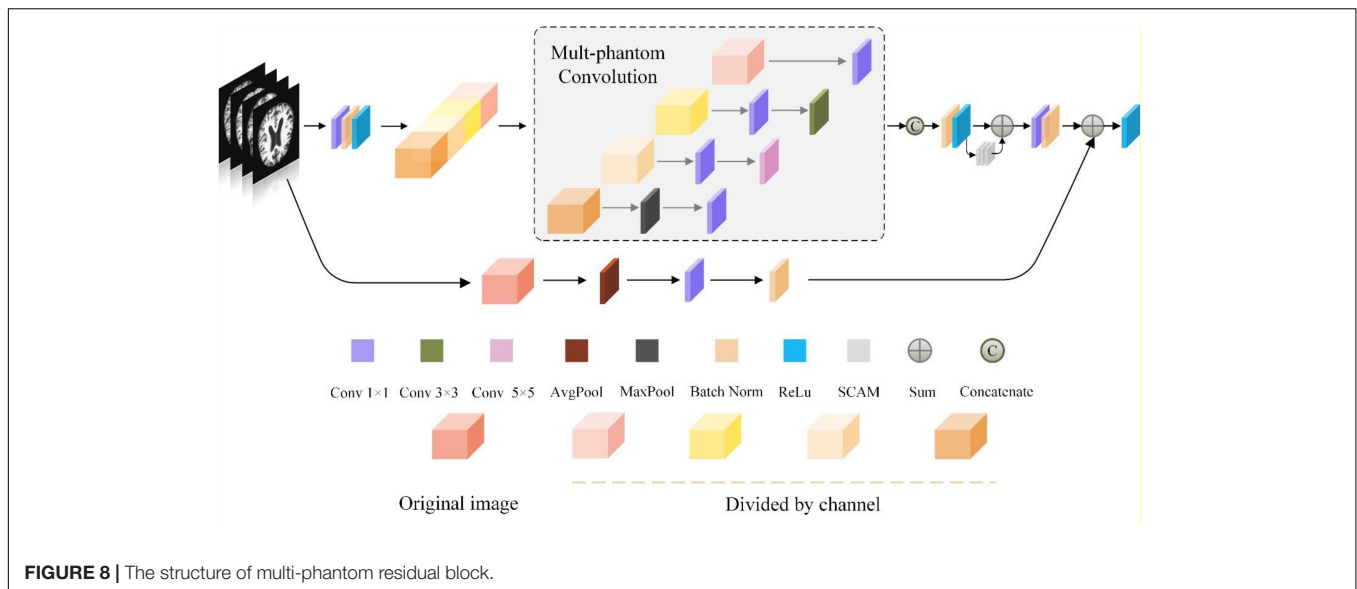 Mult-phantom
Convolution
C
Conv 1×1 Conv 3×3 Conv 5×5 AvgPool MaxPool Batch Norm ReLu SCAM Sum Concatenate
C
Original image Divided by channel
FIGURE 8 | The structure of multi-phantom residual block.